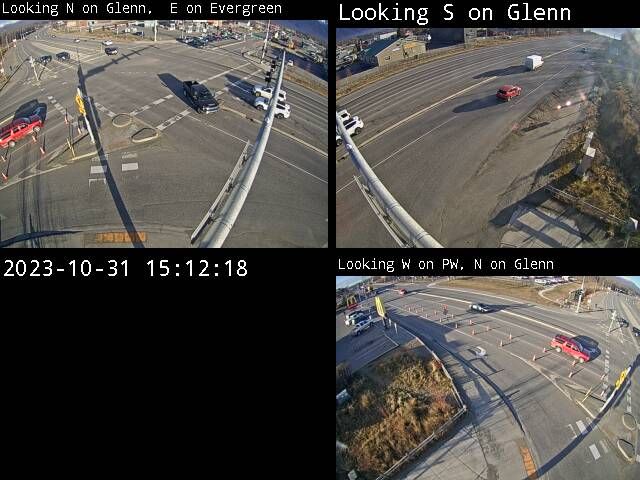 Looking N on Glenn, E on Evergreen
Looking S on Glenn
2023-10-31 15:12:18
Looking W on PW, N on Glenn